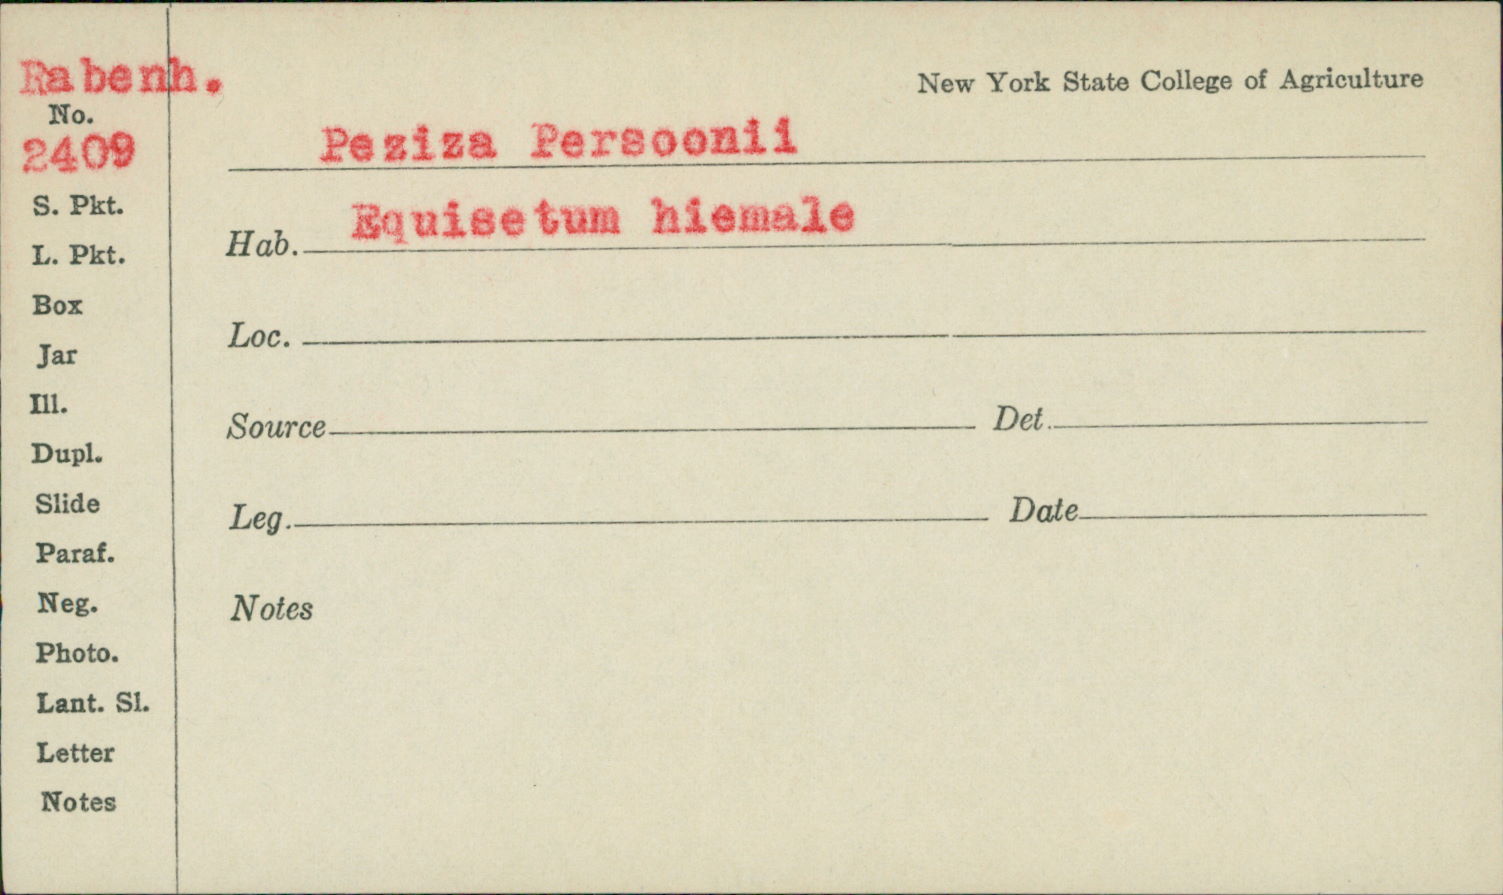 Rabenh.
New York State College of Agriculture
No.
2409
Peziza Persoonii
Hab. Equisetum hiemale
Loc.
Source Det.
Leg. Date
Notes
S. Pkt.
L. Pkt.
Box
Jar
Ill.
Dupl.
Slide
Paraf.
Neg.
Photo.
Lant. Sl.
Letter
Notes